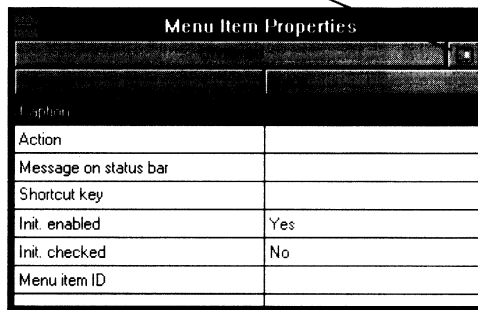 Menu Item Properties
Caption
Action
Message on status bar
Shortcut key
Init. enabled Yes
Init. checked No
Menu item ID